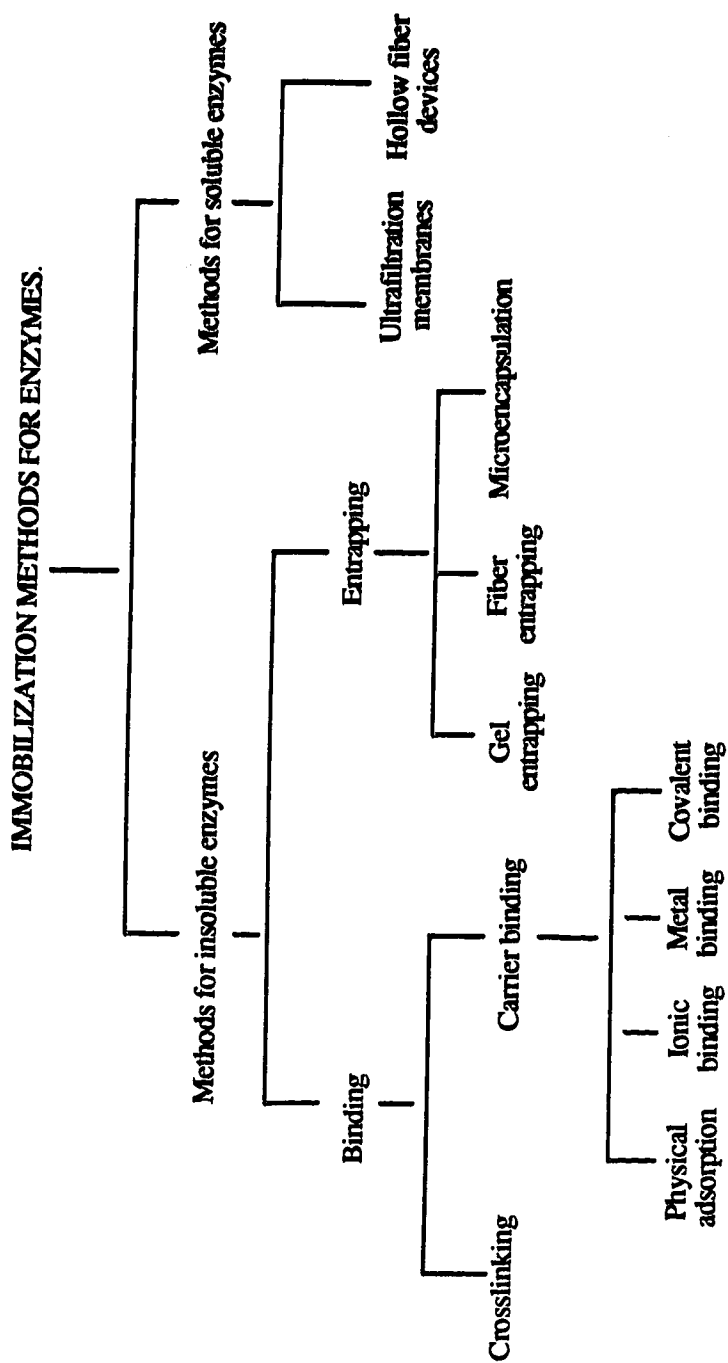 IMMOBILIZATION METHODS FOR ENZYMES.
Methods for insoluble enzymes
Methods for soluble enzymes
Binding
Entrapping
Ultrafiltration
membranes
Hollow fiber
devices
Crosslinking
Carrier binding
Gel
entrapping
Fiber
entrapping
Microencapsulation
Physical
adsorption
Ionic
binding
Metal
binding
Covalent
binding